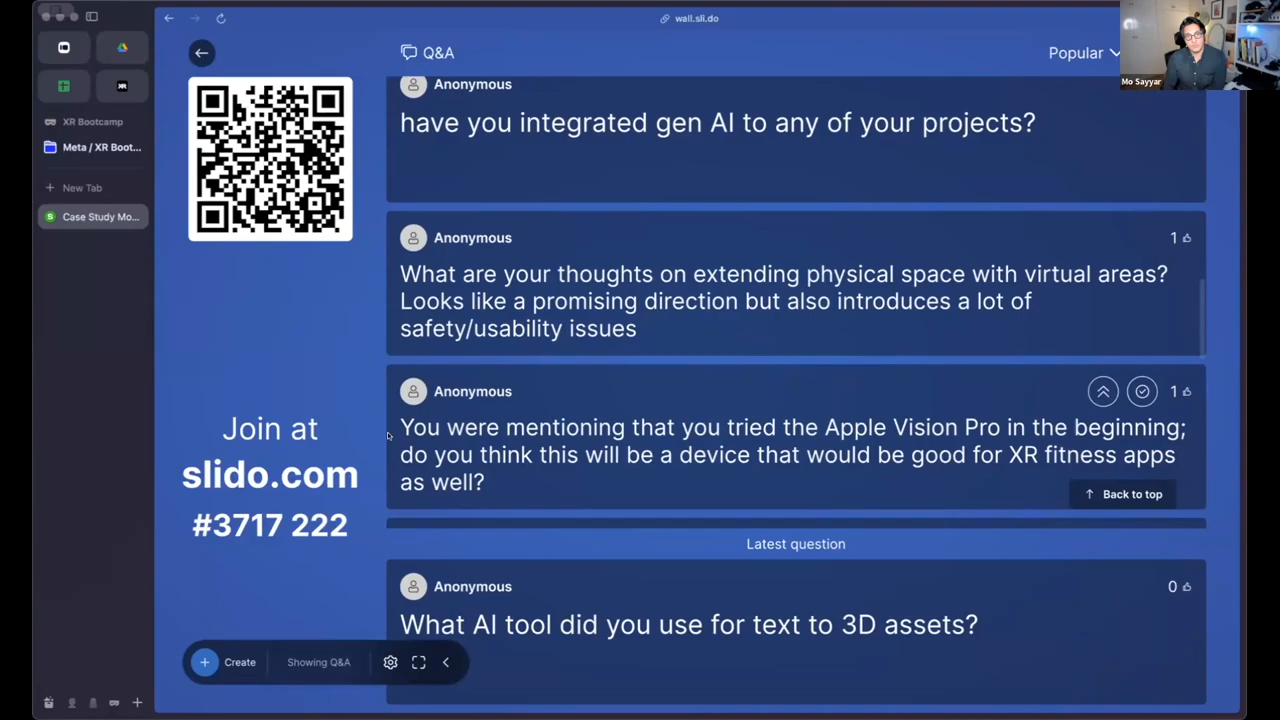 wall.sli.do
XR Bootcamp
Meta / XR Boot...
New Tab
Case Study Mo...
Q&A
Popular
Mo Sayyar
Anonymous
have you integrated gen AI to any of your projects?
Anonymous
1
What are your thoughts on extending physical space with virtual areas?
Looks like a promising direction but also introduces a lot of
safety/usability issues
Anonymous
1
You were mentioning that you tried the Apple Vision Pro in the beginning;
do you think this will be a device that would be good for XR fitness apps
as well?
Back to top
Latest question
Anonymous
0
What AI tool did you use for text to 3D assets?
Join at
slido.com
#3717 222
Create
Showing Q&A